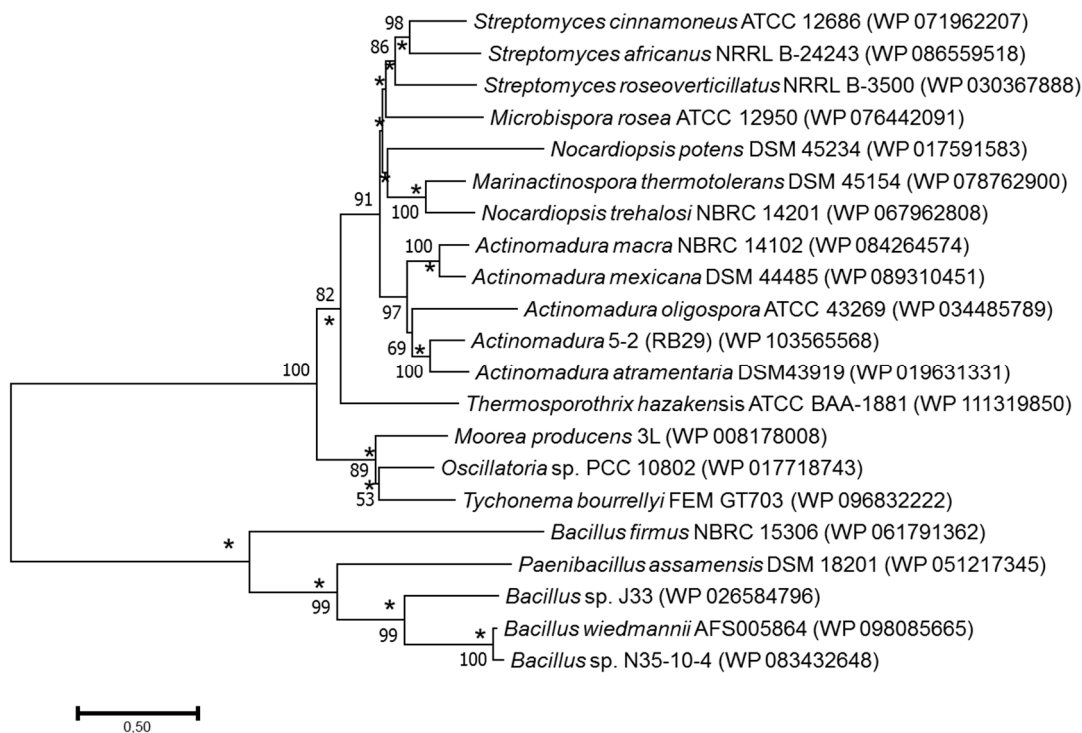 98
Streptomyces cinnamoneus ATCC 12686 (WP 071962207)
86
*
Streptomyces africanus NRRL B-24243 (WP 086559518)
*
*
Streptomyces roseoverticillatus NRRL B-3500 (WP 030367888)
*
Microbispora rosea ATCC 12950 (WP 076442091)
Nocardiopsis potens DSM 45234 (WP 017591583)
*
*
Marinactinospora thermotolerans DSM 45154 (WP 078762900)
91
100
Nocardiopsis trehalosi NBRC 14201 (WP 067962808)
100
Actinomadura macra NBRC 14102 (WP 084264574)
*
Actinomadura mexicana DSM 44485 (WP 089310451)
82
97
Actinomadura oligospora ATCC 43269 (WP 034485789)
*
69
*
Actinomadura 5-2 (RB29) (WP 103565568)
100
100
Actinomadura atramentaria DSM43919 (WP 019631331)
Thermosporothrix hazakensis ATCC BAA-1881 (WP 111319850)
Moorea producens 3L (WP 008178008)
*
89
Oscillatoria sp. PCC 10802 (WP 017718743)
*
53
Tychonema bourrellyi FEM GT703 (WP 096832222)
Bacillus firmus NBRC 15306 (WP 061791362)
*
Paenibacillus assamensis DSM 18201 (WP 051217345)
*
99
Bacillus sp. J33 (WP 026584796)
*
99
Bacillus wiedmannii AFS005864 (WP 098085665)
*
100
Bacillus sp. N35-10-4 (WP 083432648)
0,50